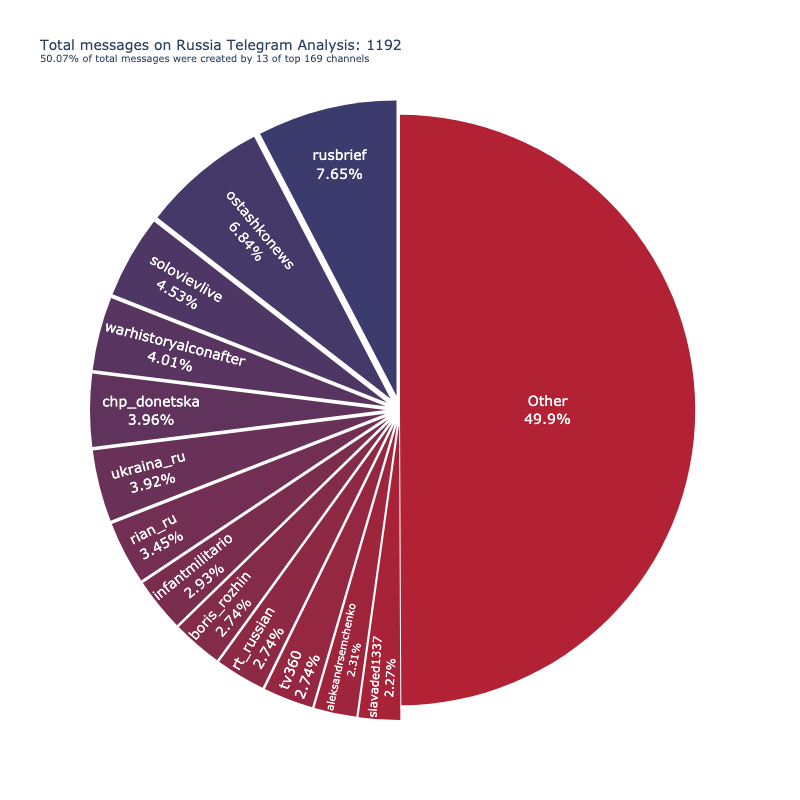 Total messages on Russia Telegram Analysis: 1192
50.07% of total messages were created by 13 of top 169 channels
rusbrief
7.65%
ostashkonews
6.84%
solovievlive
4.53%
warhistoryalconafter
4.01%
chp_donetska
3.96%
ukraina_ru
3.92%
rian_ru
3.45%
infantmilitario
2.93%
boris_rozhin
2.74%
rt_russian
2.74%
tv360
2.74%
aleksandrsemchenko
2.31%
slavaded1337
2.27%
Other
49.9%